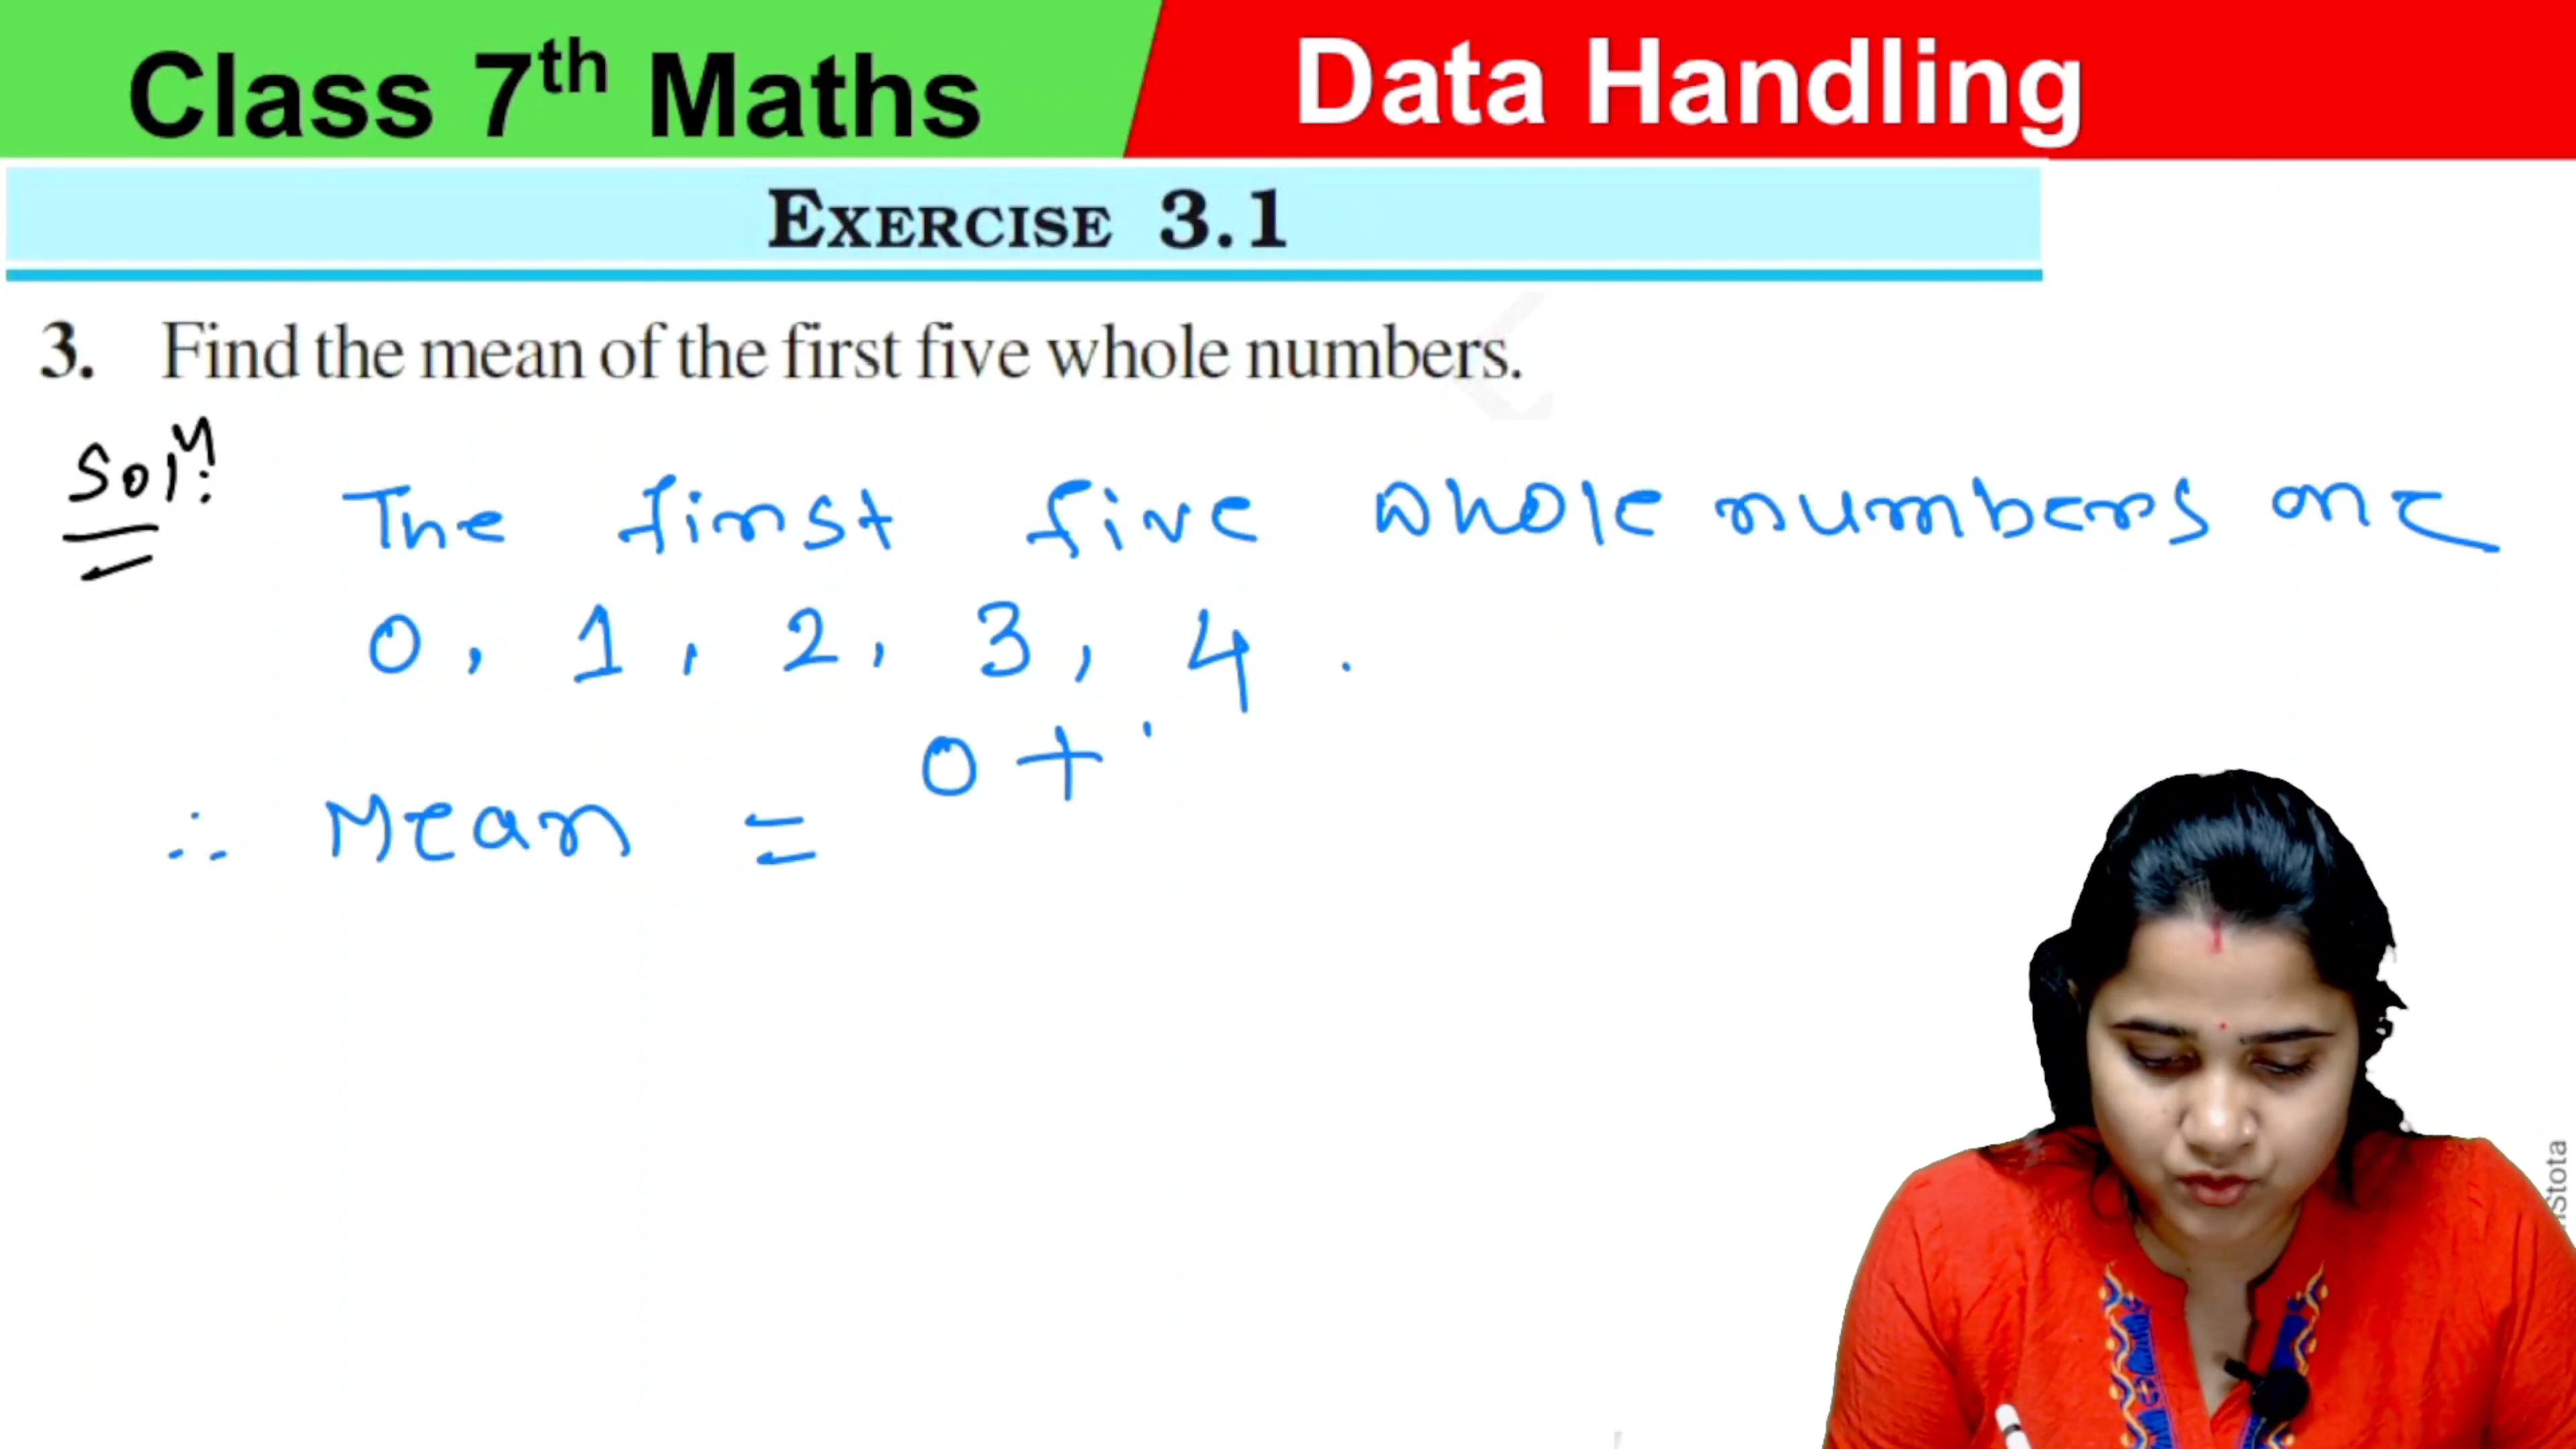 Class 7th Maths
Data Handling
EXERCISE 3.1
3. Find the mean of the first five whole numbers.
Solⁿ:
The first five whole numbers are
0, 1, 2, 3, 4.
0 +
∴ Mean =